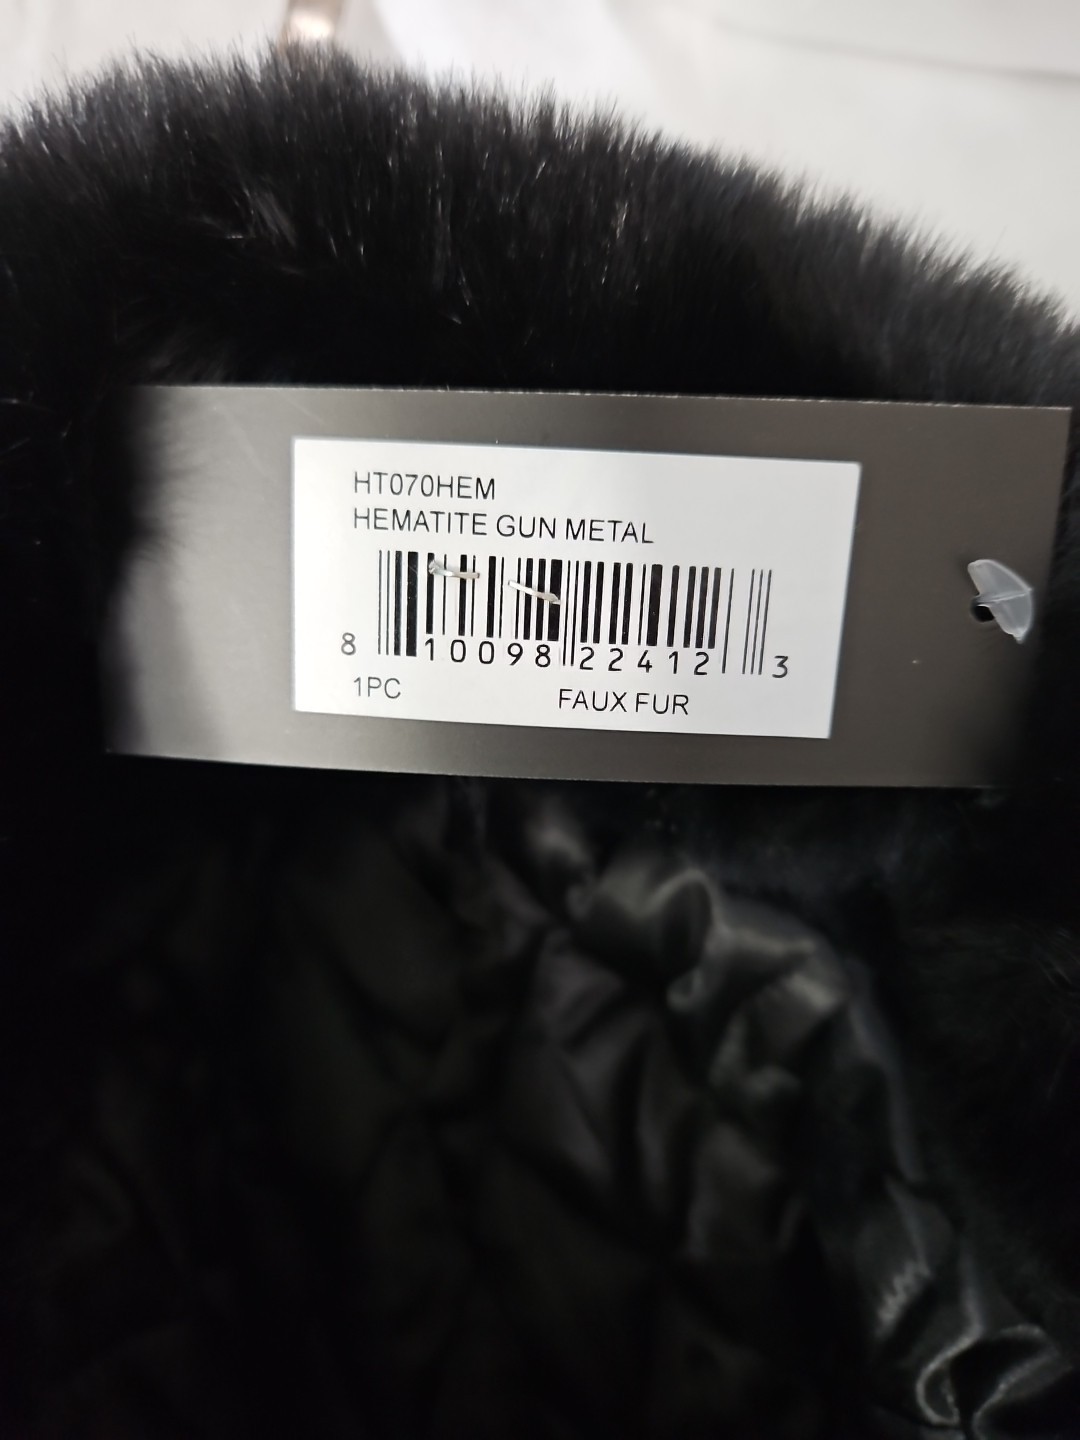 HT070HEM
HEMATITE GUN METAL
8 10098 22412 3
1PC FAUX FUR